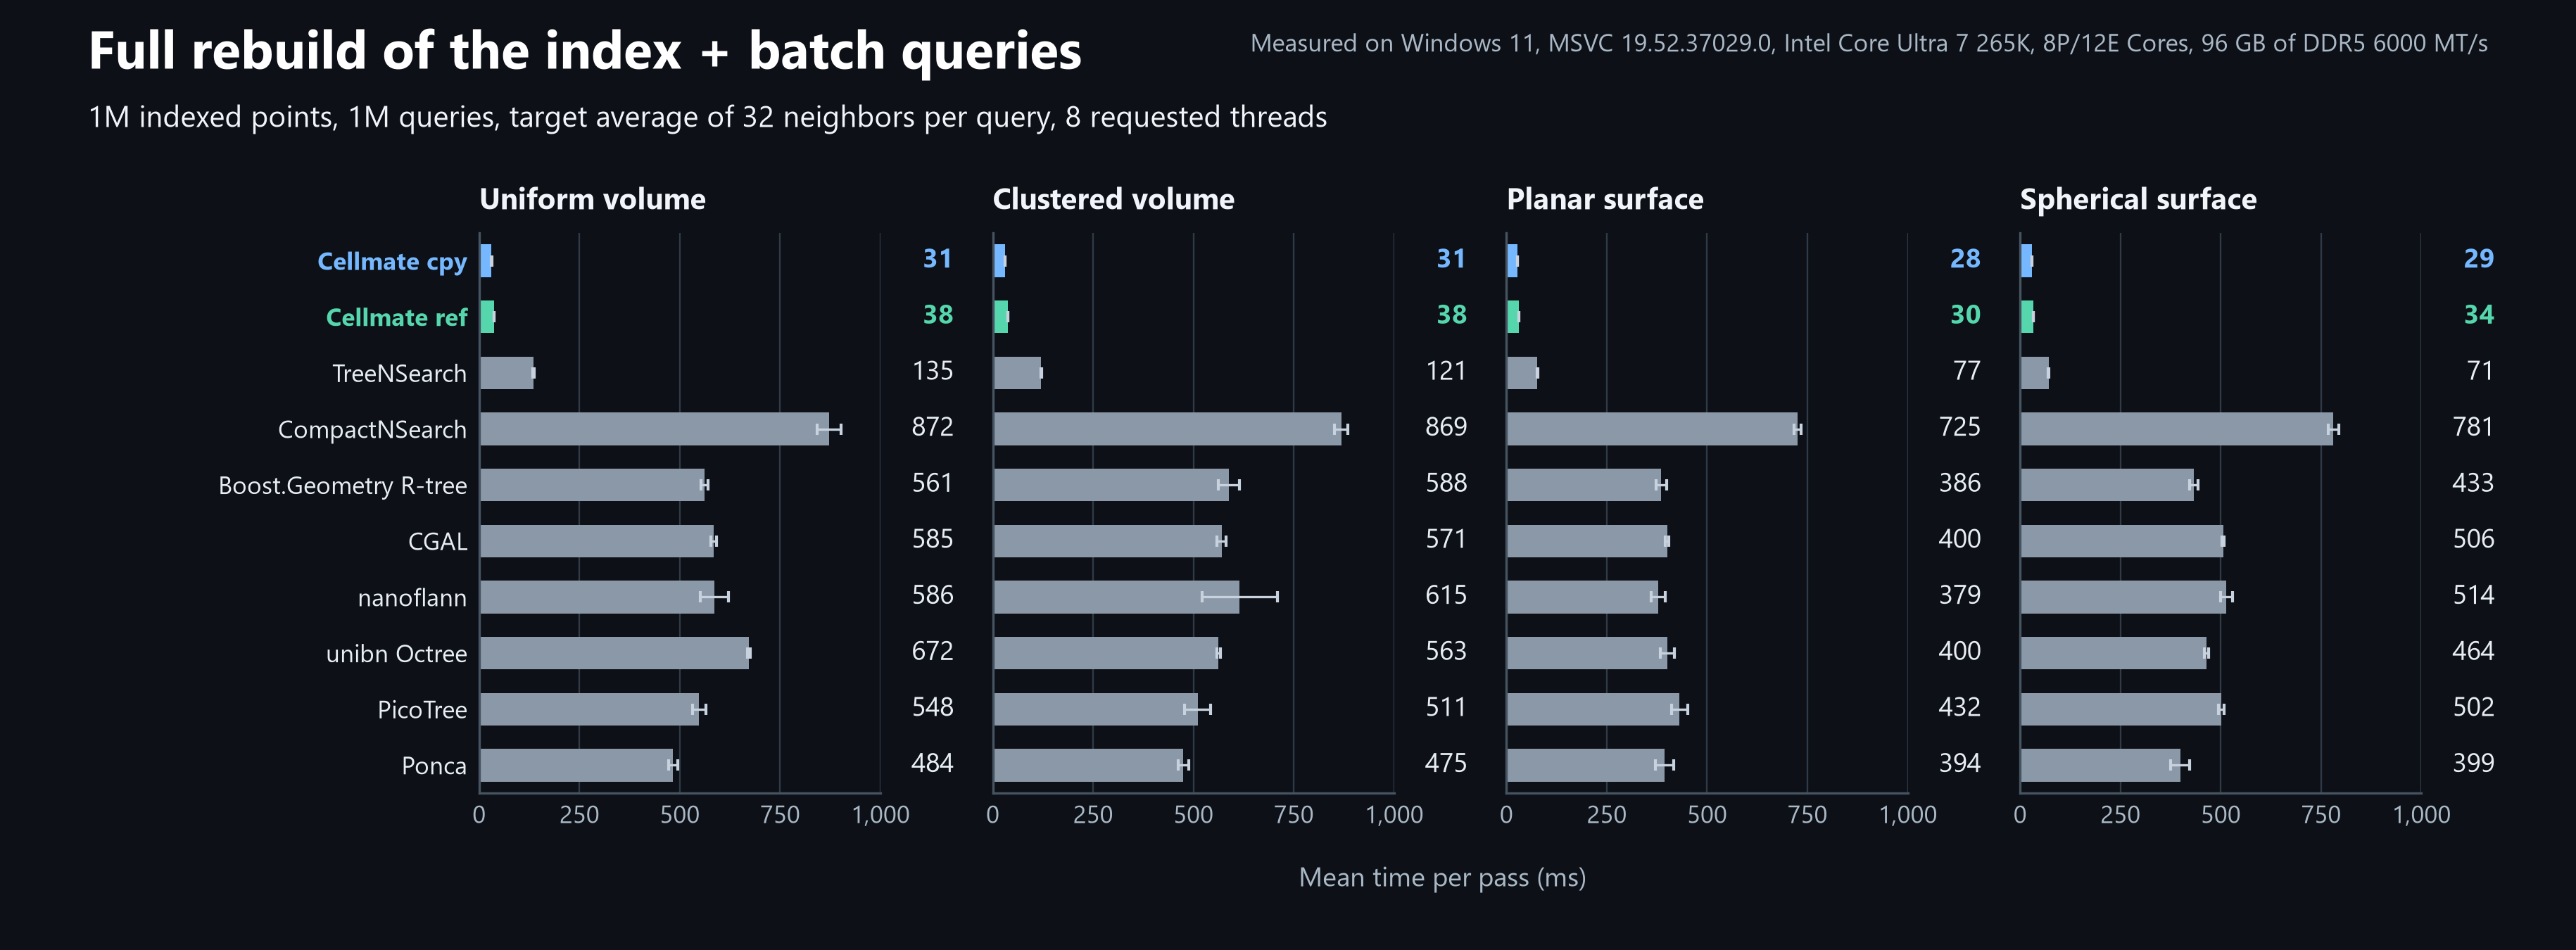 Full rebuild of the index + batch queries
Measured on Windows 11, MSVC 19.52.37029.0, Intel Core Ultra 7 265K, 8P/12E Cores, 96 GB of DDR5 6000 MT/s
1M indexed points, 1M queries, target average of 32 neighbors per query, 8 requested threads
Uniform volume Clustered volume Planar surface Spherical surface
Cellmate cpy 31 31 28 29
Cellmate ref 38 38 30 34
TreeNSearch 135 121 77 71
CompactNSearch 872 869 725 781
Boost.Geometry R-tree 561 588 386 433
CGAL 585 571 400 506
nanoflann 586 615 379 514
unibn Octree 672 563 400 464
PicoTree 548 511 432 502
Ponca 484 475 394 399
0 250 500 750 1,000 0 250 500 750 1,000 0 250 500 750 1,000 0 250 500 750 1,000
Mean time per pass (ms)